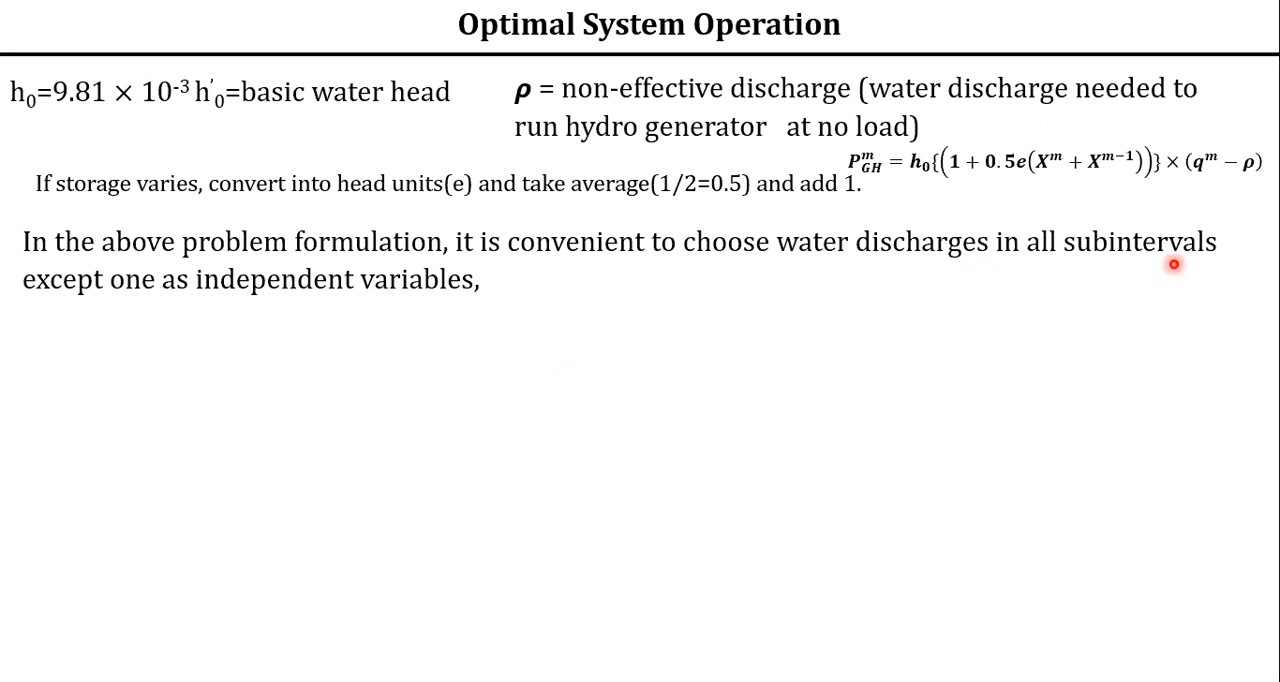 Optimal System Operation
h₀=9.81 × 10⁻³ h′₀=basic water head
ρ = non-effective discharge (water discharge needed to
run hydro generator at no load)
P^m_GH = h₀{(1 + 0.5e(X^m + X^{m−1}))} × (q^m − ρ)
If storage varies, convert into head units(e) and take average(1/2=0.5) and add 1.
In the above problem formulation, it is convenient to choose water discharges in all subintervals
except one as independent variables,